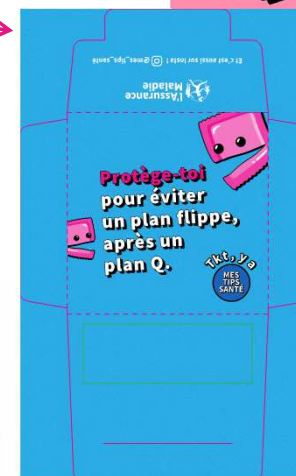 Et c'est aussi sur Insta ! @mes_tips_santé
l'Assurance
Maladie
Protège-toi
pour éviter
un plan flippe,
après un
plan Q.
Tkt, ya
MES
TIPS
SANTÉ